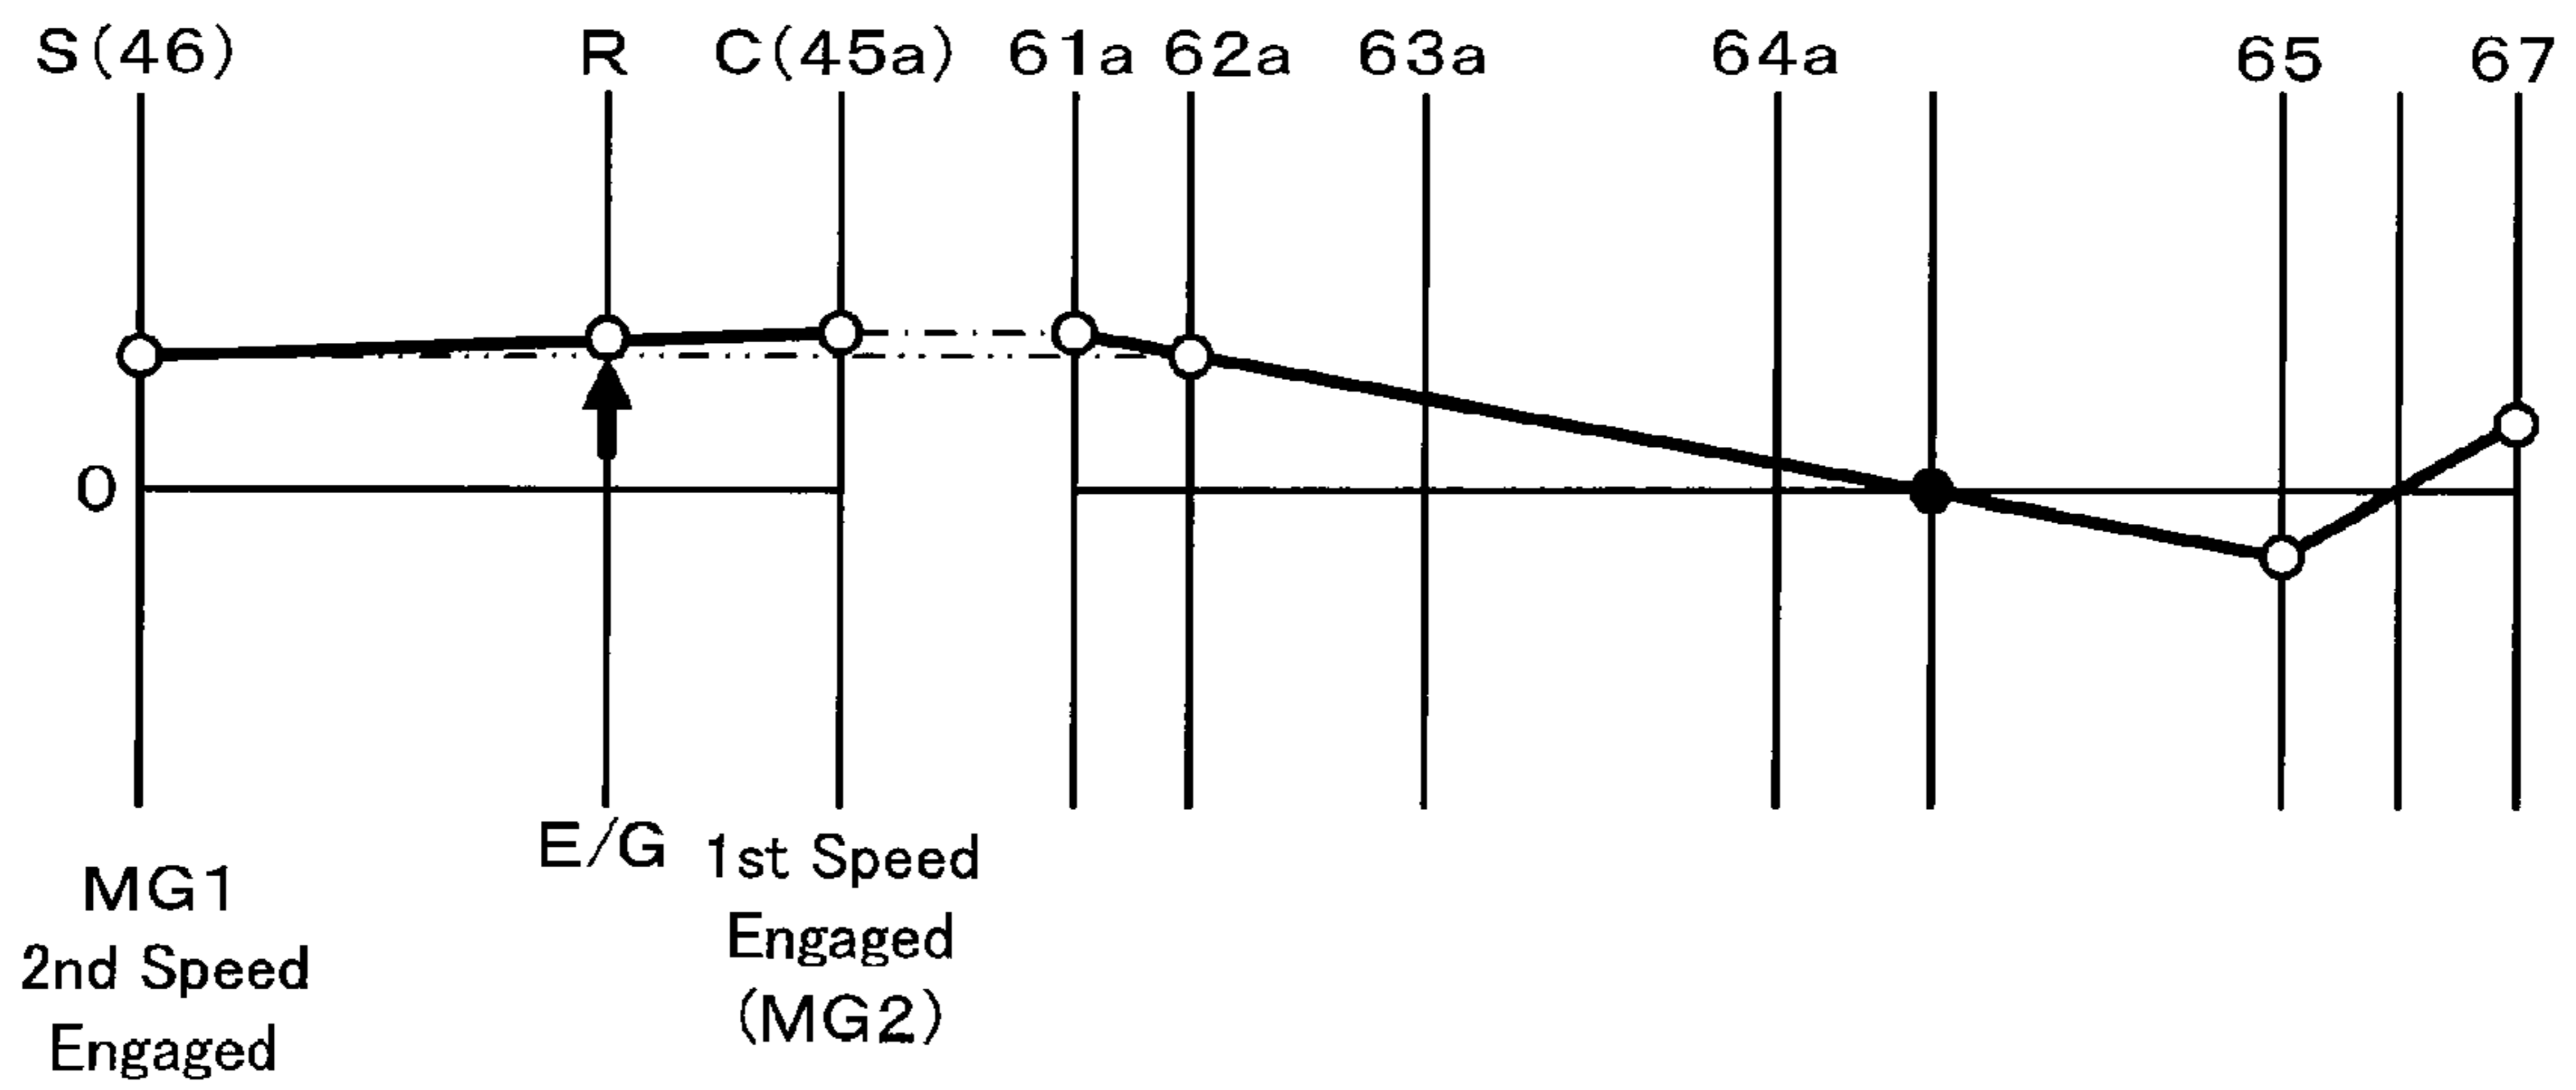 S(46) R C(45a) 61a 62a 63a 64a 65 67
0
E/G
MG1
2nd Speed
Engaged
1st Speed
Engaged
(MG2)